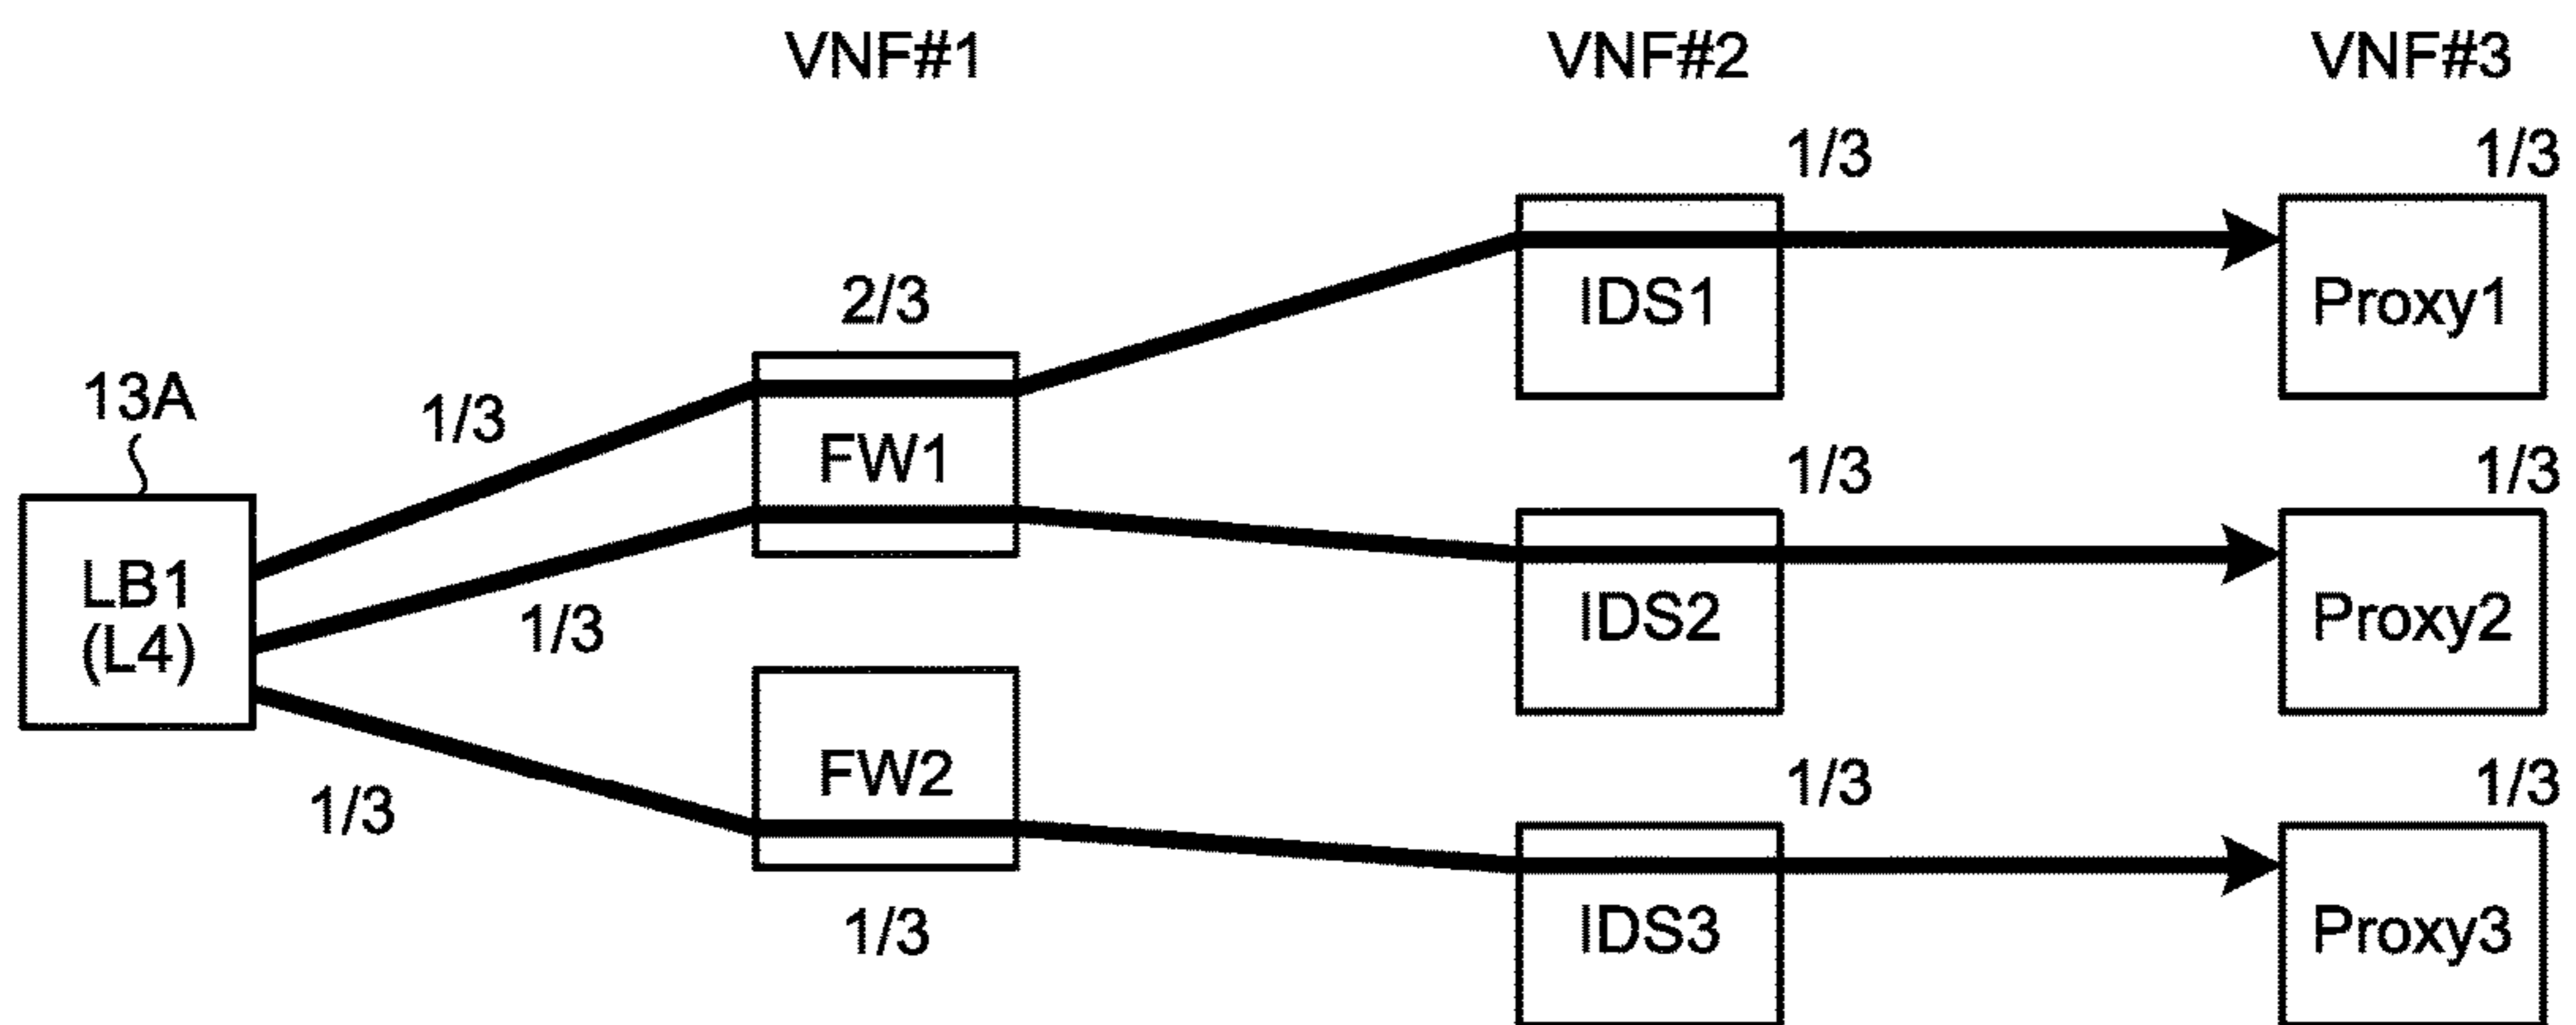 VNF#1
VNF#2
VNF#3
1/3
1/3
2/3
IDS1
Proxy1
13A
1/3
FW1
1/3
1/3
LB1
(L4)
1/3
IDS2
Proxy2
FW2
1/3
1/3
1/3
1/3
IDS3
Proxy3